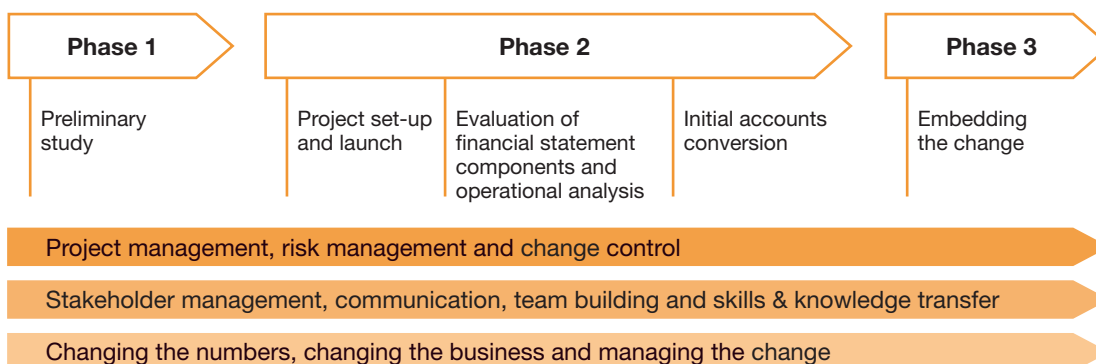 Phase 1
Phase 2
Phase 3
Preliminary
study
Project set-up
and launch
Evaluation of
financial statement
components and
operational analysis
Initial accounts
conversion
Embedding
the change
Project management, risk management and change control
Stakeholder management, communication, team building and skills & knowledge transfer
Changing the numbers, changing the business and managing the change